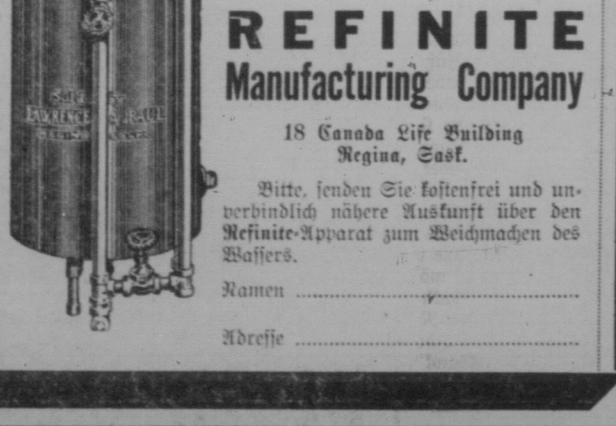 REFINITE
Manufacturing Company
18 Canada Life Building
Regina, Sask.
Bitte, senden Sie kostenfrei und un-
verbindlich nähere Auskunft über den
Refinite-Apparat zum Weichmachen des
Wassers.
Namen
Adresse
LAWRENCE